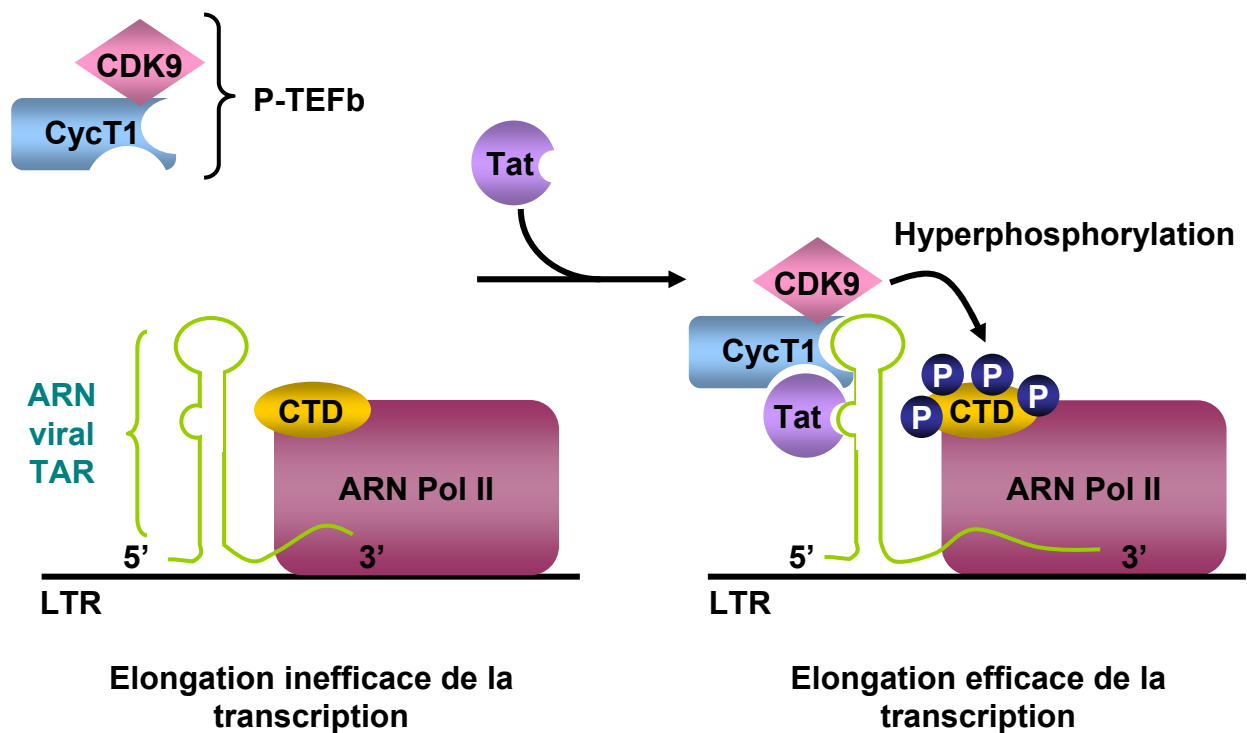 CDK9
P-TEFb
CycT1
Tat
Hyperphosphorylation
CDK9
CycT1
P
P
P
P
CTD
Tat
ARN Pol II
5’
3’
LTR
ARN
viral
TAR
CTD
ARN Pol II
5’
3’
LTR
Elongation inefficace de la
transcription
Elongation efficace de la
transcription